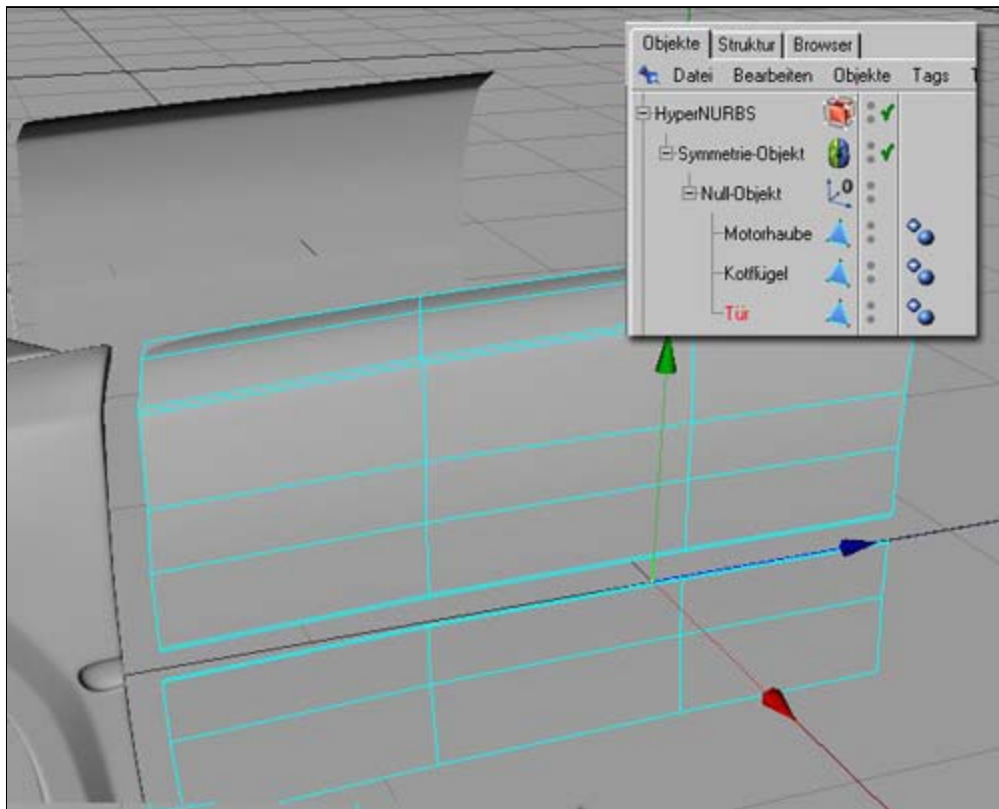 Objekte Struktur Browser
Datei Bearbeiten Objekte Tags
HyperNURBS
Symmetrie-Objekt
Null-Objekt
Motorhaube
Kotflügel
Tür